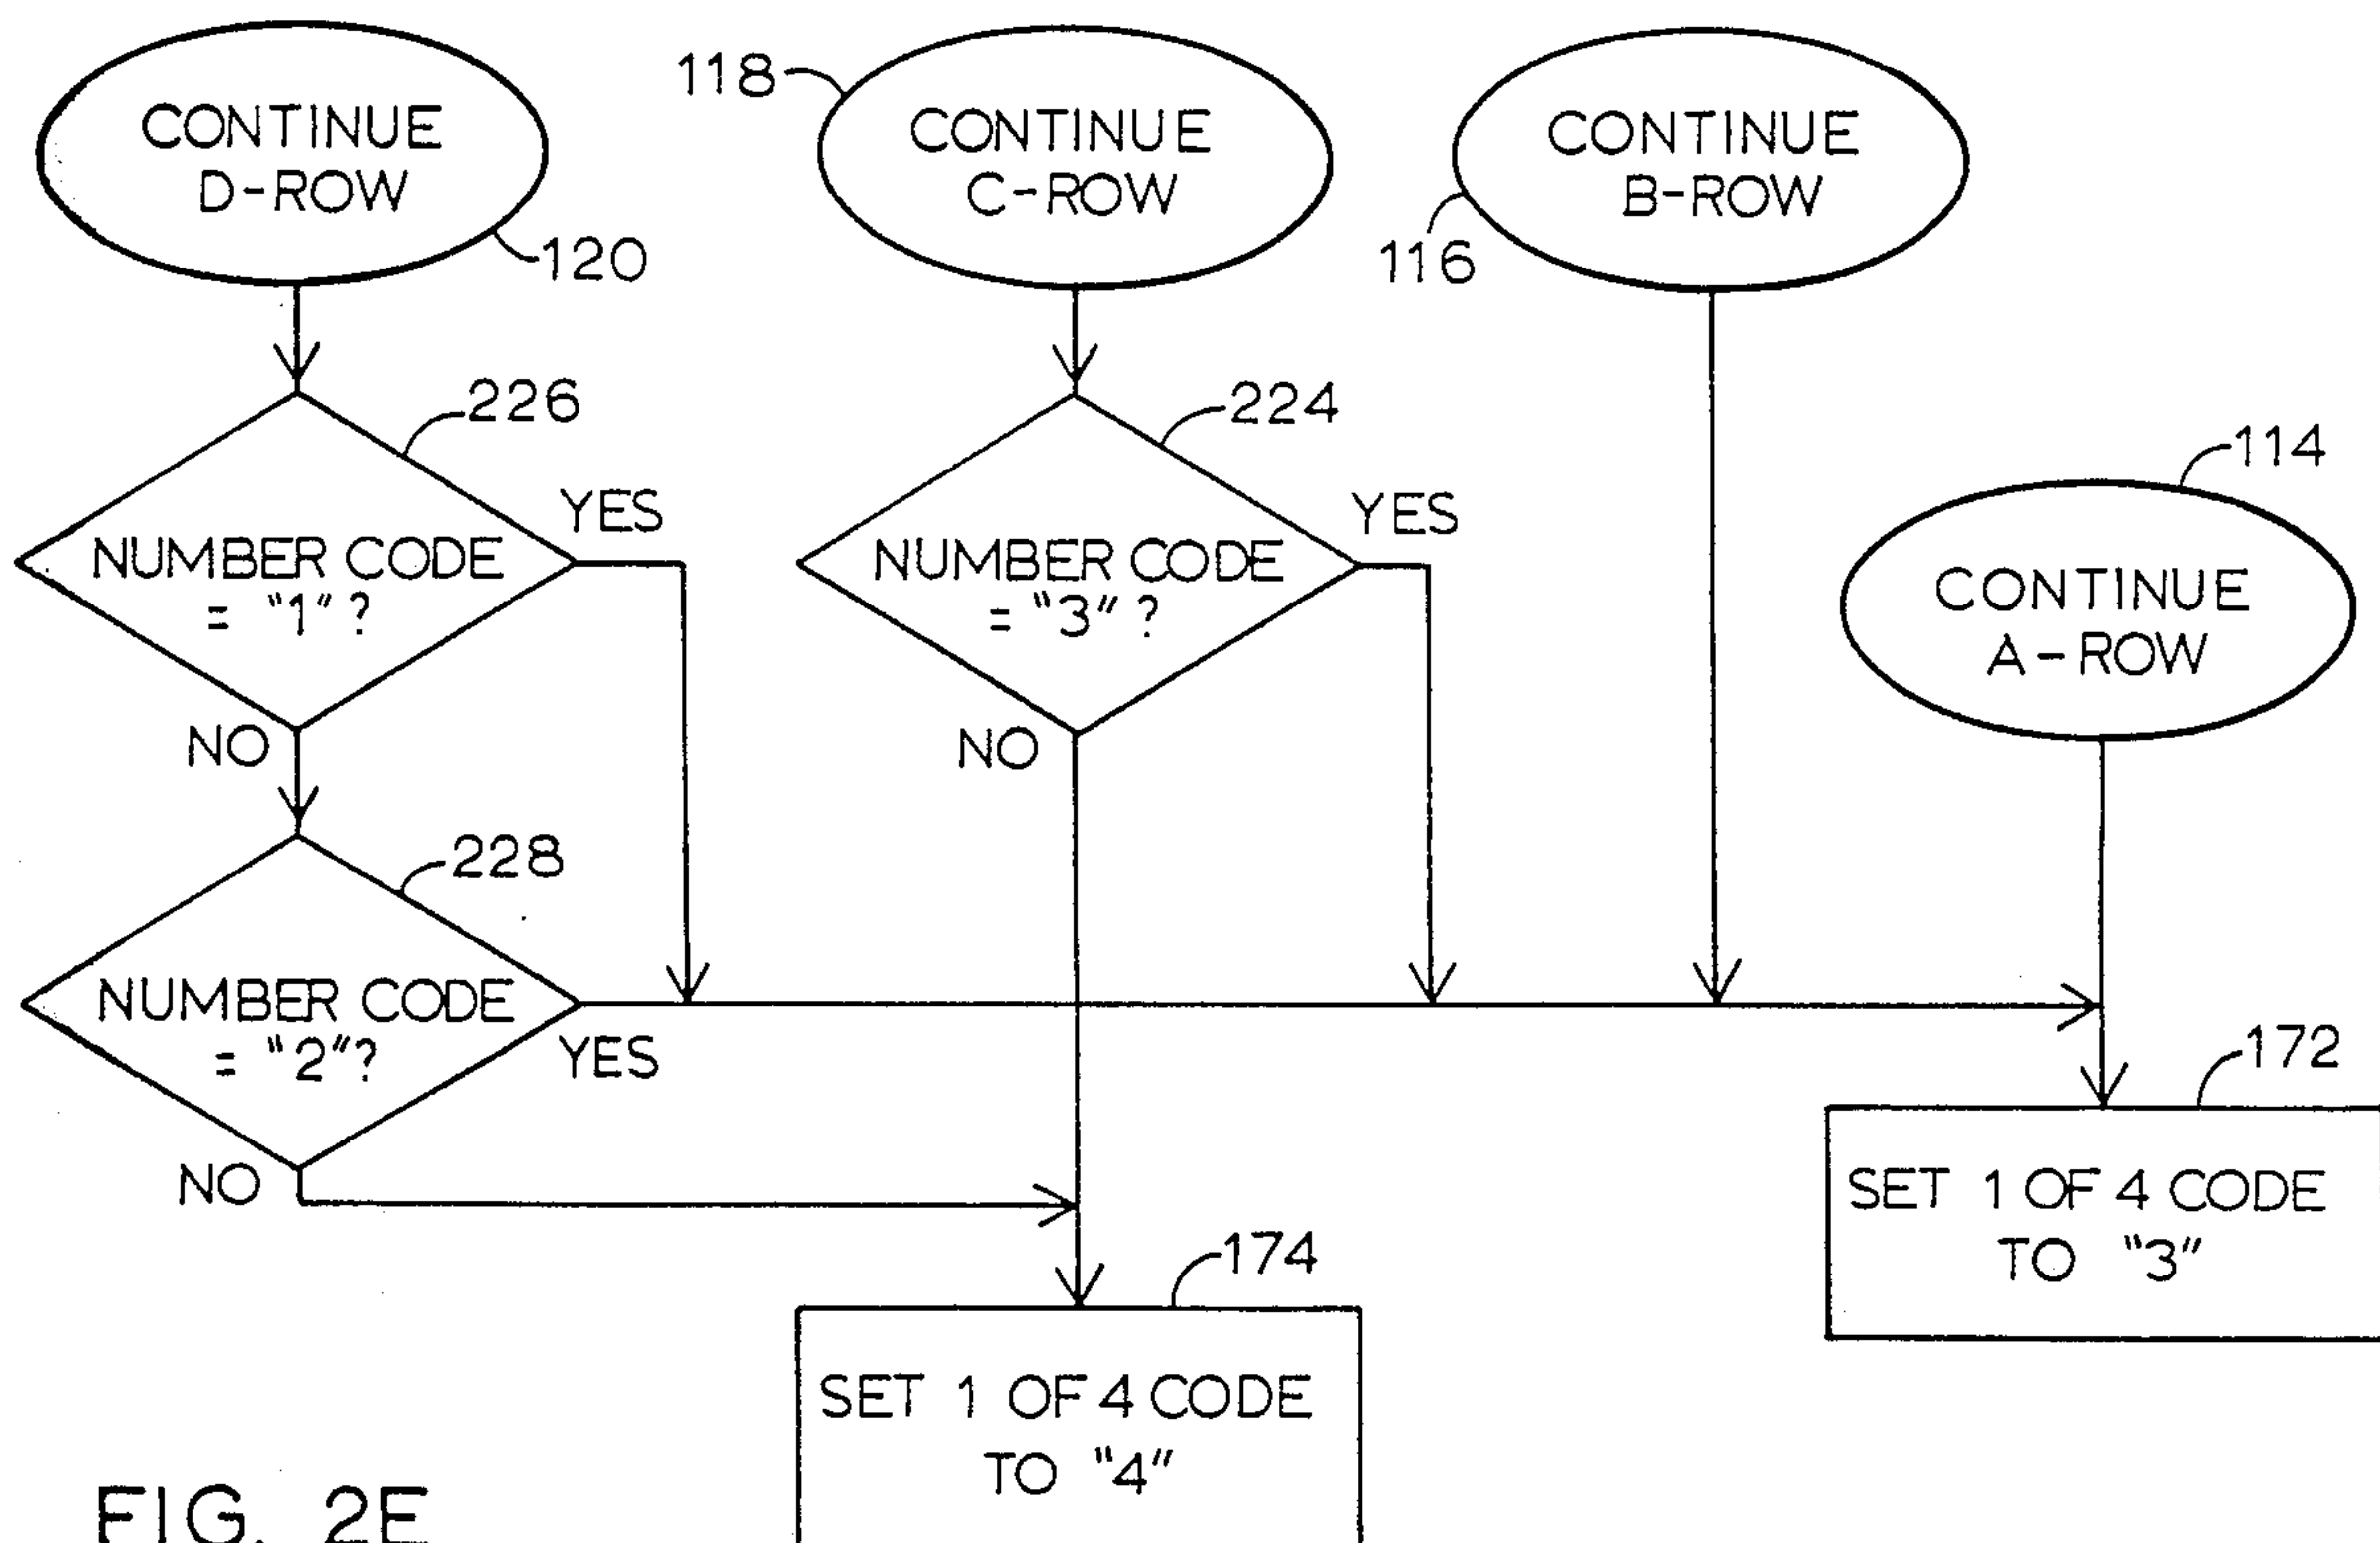 CONTINUE
D-ROW
120
118
CONTINUE
C-ROW
CONTINUE
B-ROW
116
226
NUMBER CODE
= "1" ?
YES
NO
224
NUMBER CODE
= "3" ?
YES
NO
114
CONTINUE
A-ROW
228
NUMBER CODE
= "2"?
YES
NO
172
SET 1 OF 4 CODE
TO "3"
174
SET 1 OF 4 CODE
TO "4"
FIG. 2E